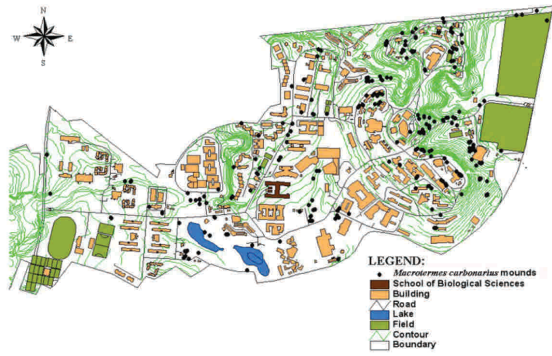 N
W E
S
LEGEND:
Macrotermes carbonarius mounds
School of Biological Sciences
Building
Road
Lake
Field
Contour
Boundary